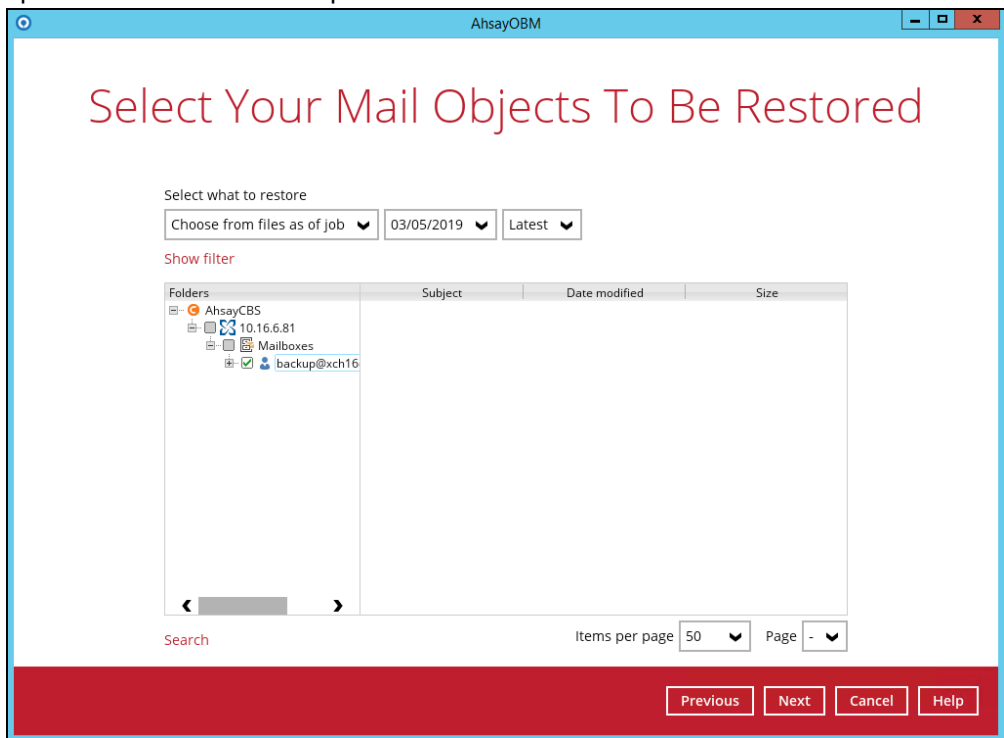 AhsayOBM
Select Your Mail Objects To Be Restored
Select what to restore
Choose from files as of job 03/05/2019 Latest
Show filter
Folders Subject Date modified Size
AhsayCBS
10.16.6.81
Mailboxes
backup@xch16
Search Items per page 50 Page -
Previous Next Cancel Help